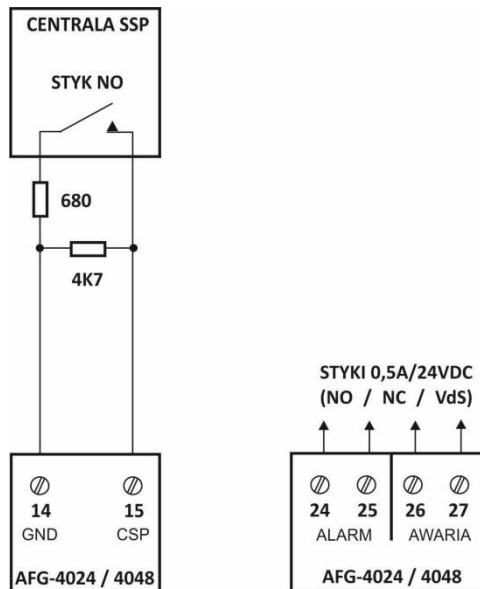 CENTRALA SSP
STYK NO
680
4K7
14
15
GND
CSP
AFG-4024 / 4048
STYKI 0,5A/24VDC
(NO / NC / VdS)
24 25 26 27
ALARM AWARIA
AFG-4024 / 4048